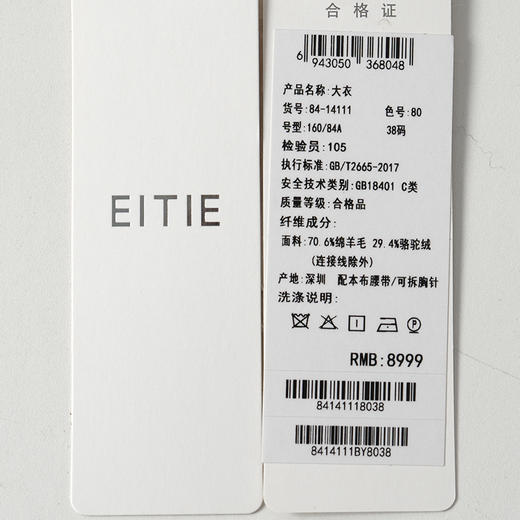 EITIE
合格证
6 943050 368048
产品名称:大衣
货号:84-14111 色号:80
号型:160/84A 38码
检验员:105
执行标准:GB/T2665-2017
安全技术类别:GB18401 C类
质量等级:合格品
纤维成分:
面料:70.6%绵羊毛 29.4%骆驼绒
(连接线除外)
产地:深圳 配本布腰带/可拆胸针
洗涤说明:
RMB:8999
84141118038
8414111BY8038